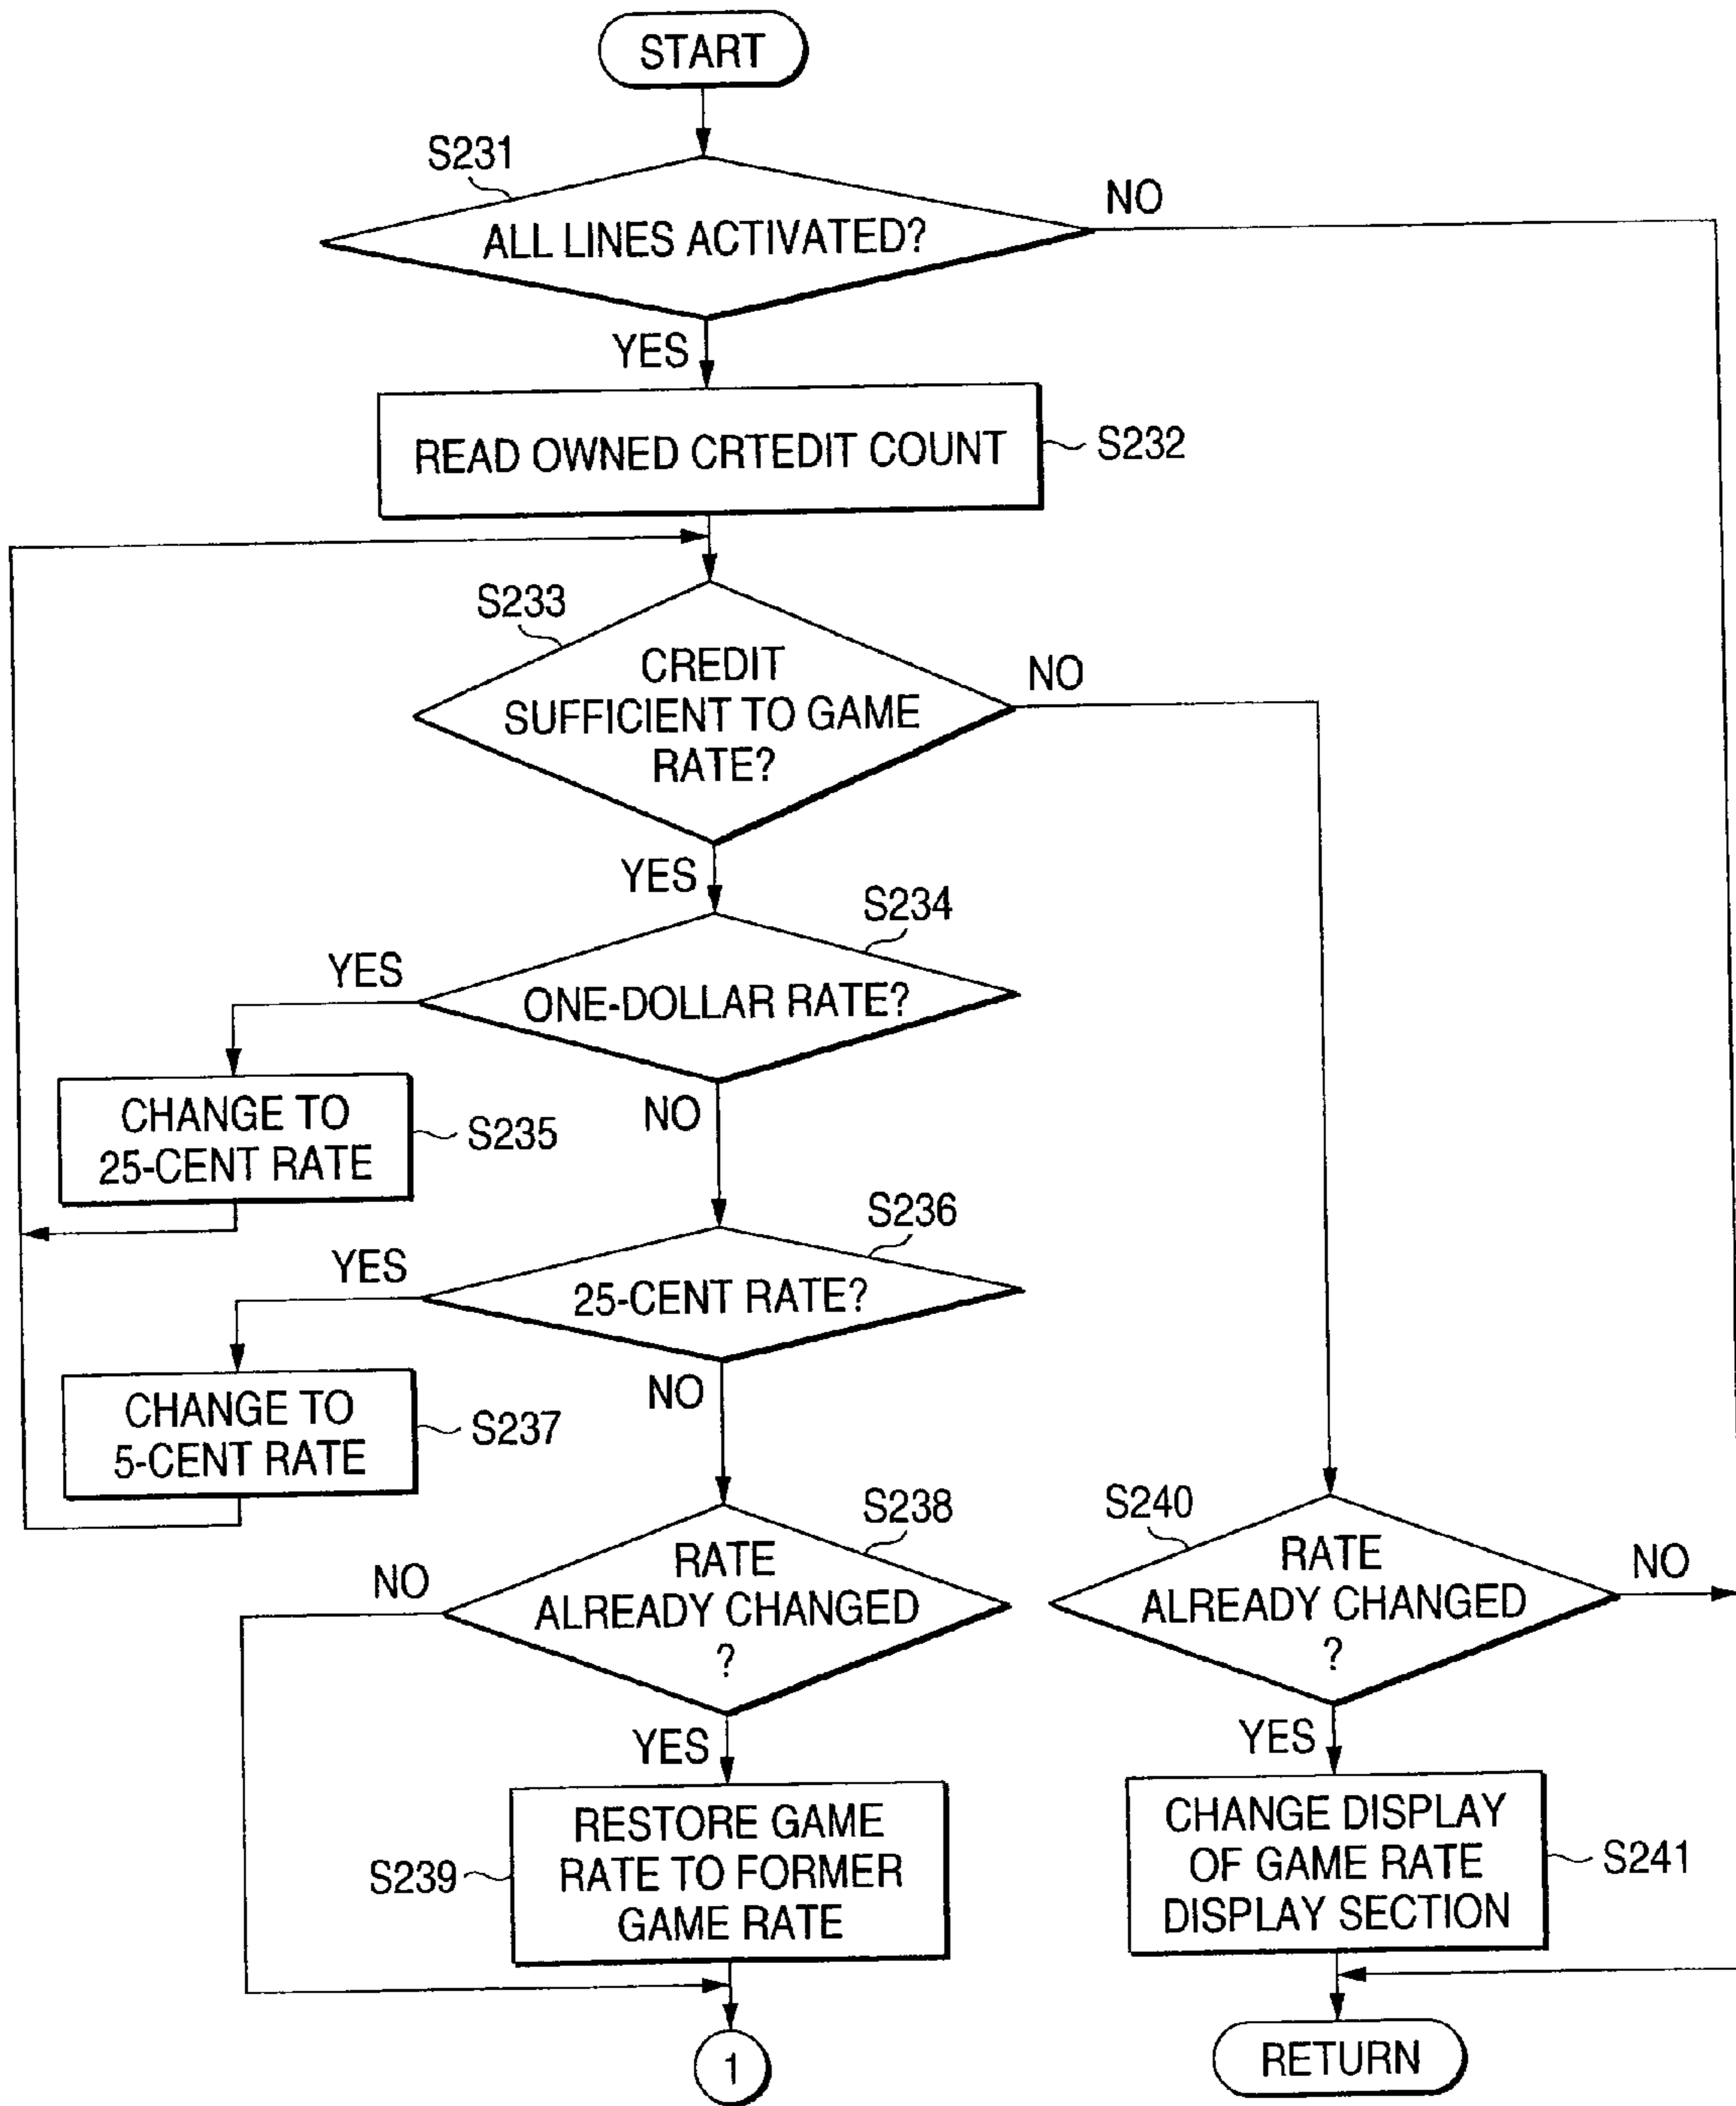 START
S231
ALL LINES ACTIVATED?
NO
YES
READ OWNED CRTEDIT COUNT
S232
S233
CREDIT
SUFFICIENT TO GAME
RATE?
NO
YES
S234
YES
ONE-DOLLAR RATE?
CHANGE TO
25-CENT RATE
S235
NO
S236
YES
25-CENT RATE?
CHANGE TO
5-CENT RATE
S237
NO
S238
NO
RATE
ALREADY CHANGED
?
S240
RATE
ALREADY CHANGED
?
NO
YES
RESTORE GAME
RATE TO FORMER
GAME RATE
S239
YES
CHANGE DISPLAY
OF GAME RATE
DISPLAY SECTION
S241
1
RETURN